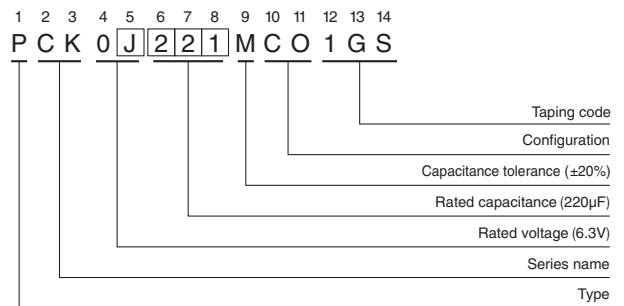 1 2 3 4 5 6 7 8 9 10 11 12 13 14
P C K 0 J 2 2 1 M C O 1 G S
Taping code
Configuration
Capacitance tolerance (±20%)
Rated capacitance (220µF)
Rated voltage (6.3V)
Series name
Type